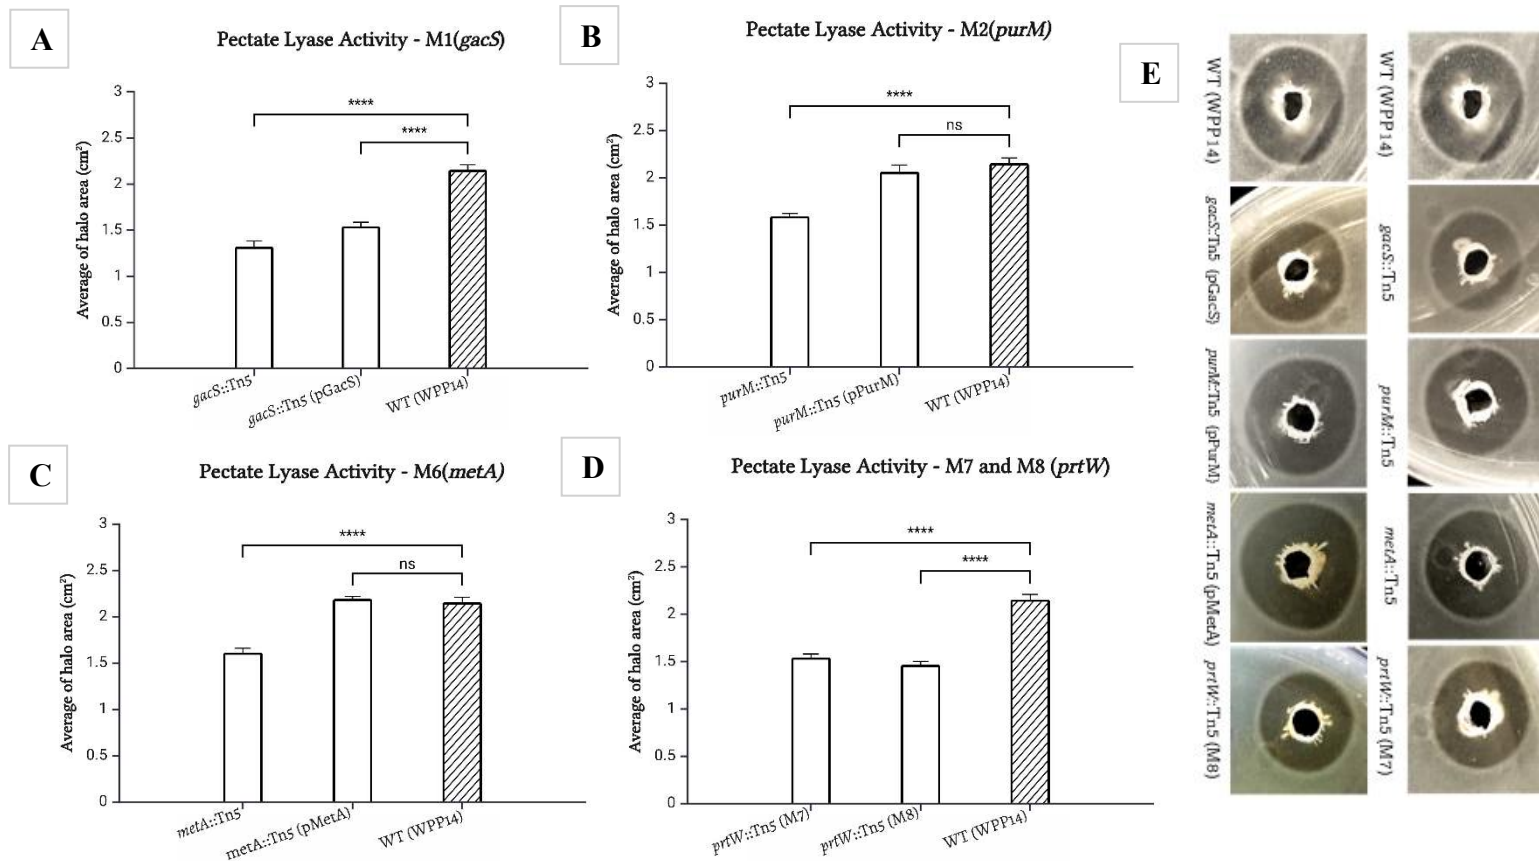 A
Pectate Lyase Activity - M1(gacS)
Average of halo area (cm²)
3
2.5
2
1.5
1
0.5
0
****
****
gacS::Tn5
gacS::Tn5 (pGacS)
WT (WPP14)
B
Pectate Lyase Activity - M2(purM)
Average of halo area (cm²)
3
2.5
2
1.5
1
0.5
0
****
ns
purM::Tn5
purM::Tn5 (pPurM)
WT (WPP14)
C
Pectate Lyase Activity - M6(metA)
Average of halo area (cm²)
3
2.5
2
1.5
1
0.5
0
****
ns
metA::Tn5
metA::Tn5 (pMetA)
WT (WPP14)
D
Pectate Lyase Activity - M7 and M8 (prtW)
Average of halo area (cm²)
3
2.5
2
1.5
1
0.5
0
****
****
prtW::Tn5 (M7)
prtW::Tn5 (M8)
WT (WPP14)
E
WT (WPP14)
gacS::Tn5 (pGacS)
purM::Tn5 (pPurM)
metA::Tn5 (pMetA)
prtW::Tn5 (M8)
WT (WPP14)
gacS::Tn5
purM::Tn5
metA::Tn5
prtW::Tn5 (M7)